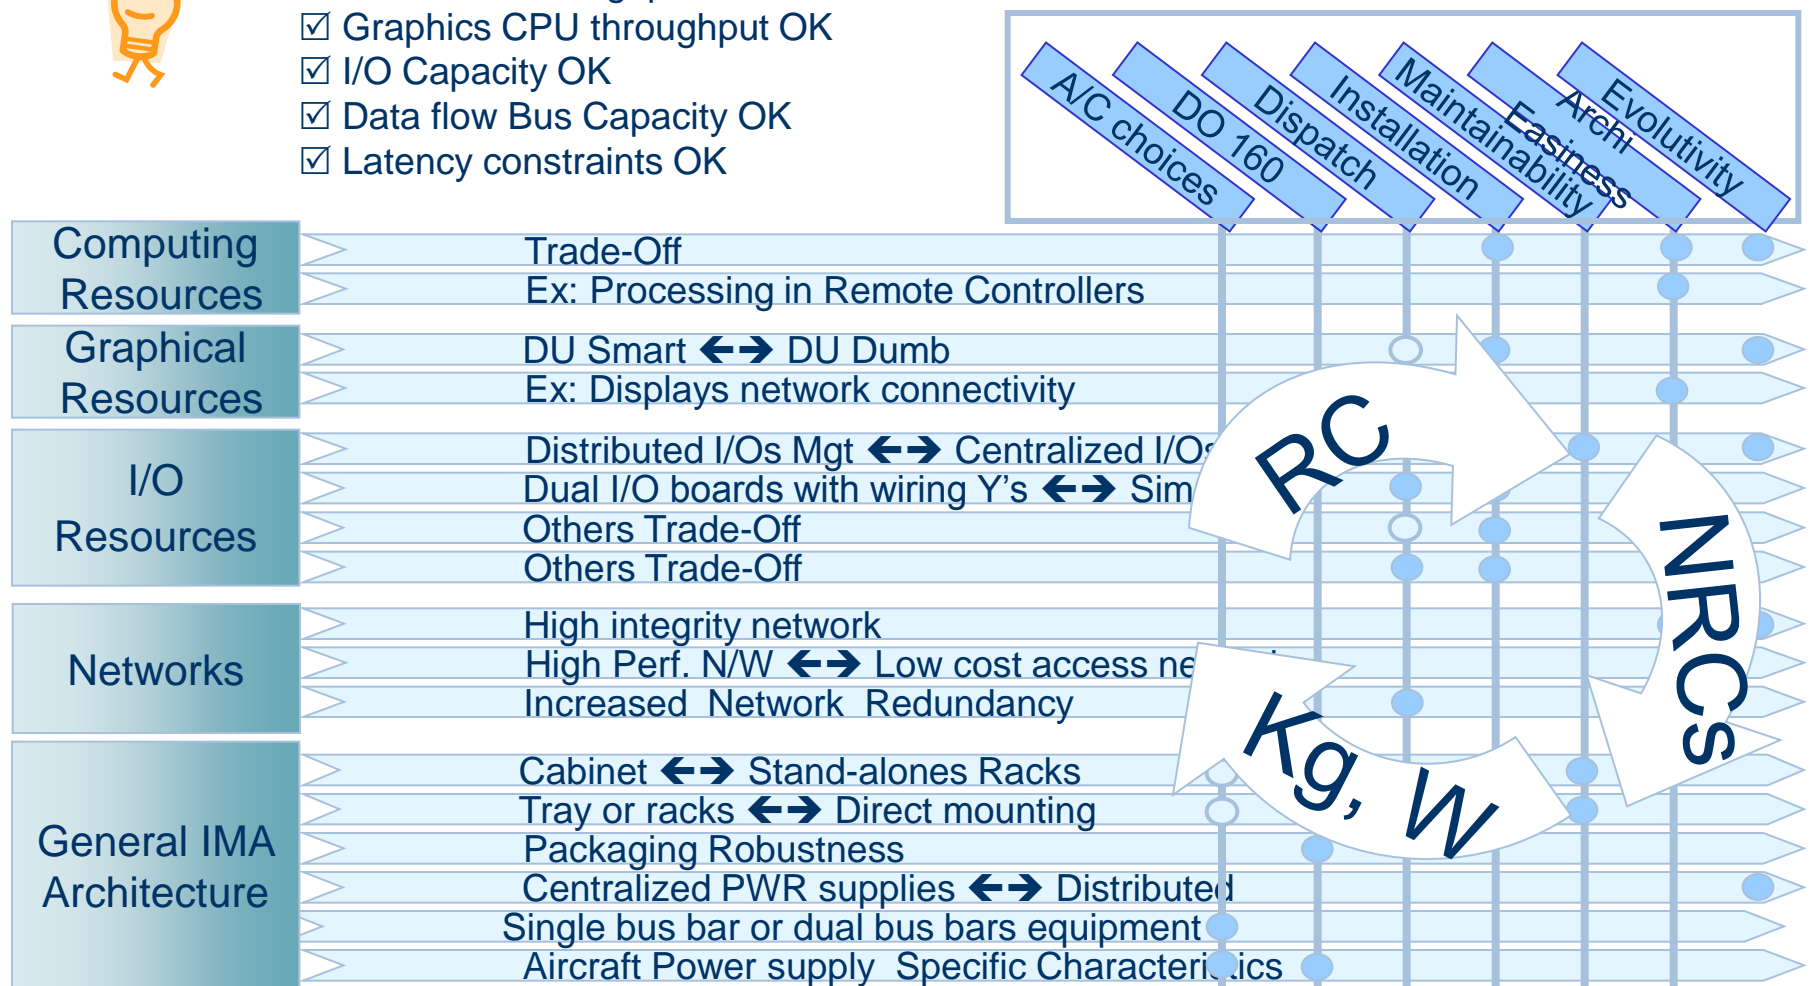 ☑ Graphics CPU throughput OK
☑ I/O Capacity OK
☑ Data flow Bus Capacity OK
☑ Latency constraints OK
A/C choices
DO 160
Dispatch
Installation
Maintainability
Archi
Easiness
Evolutivity
Computing
Resources
Trade-Off
Ex: Processing in Remote Controllers
Graphical
Resources
DU Smart ←→ DU Dumb
Ex: Displays network connectivity
I/O
Resources
Distributed I/Os Mgt ←→ Centralized I/Os
Dual I/O boards with wiring Y's ←→ Sim
Others Trade-Off
Others Trade-Off
Networks
High integrity network
High Perf. N/W ←→ Low cost access
Increased Network Redundancy
General IMA
Architecture
Cabinet ←→ Stand-alones Racks
Tray or racks ←→ Direct mounting
Packaging Robustness
Centralized PWR supplies ←→ Distributed
Single bus bar or dual bus bars equipment
Aircraft Power supply Specific Characteristics
RC
NRCs
Kg, W